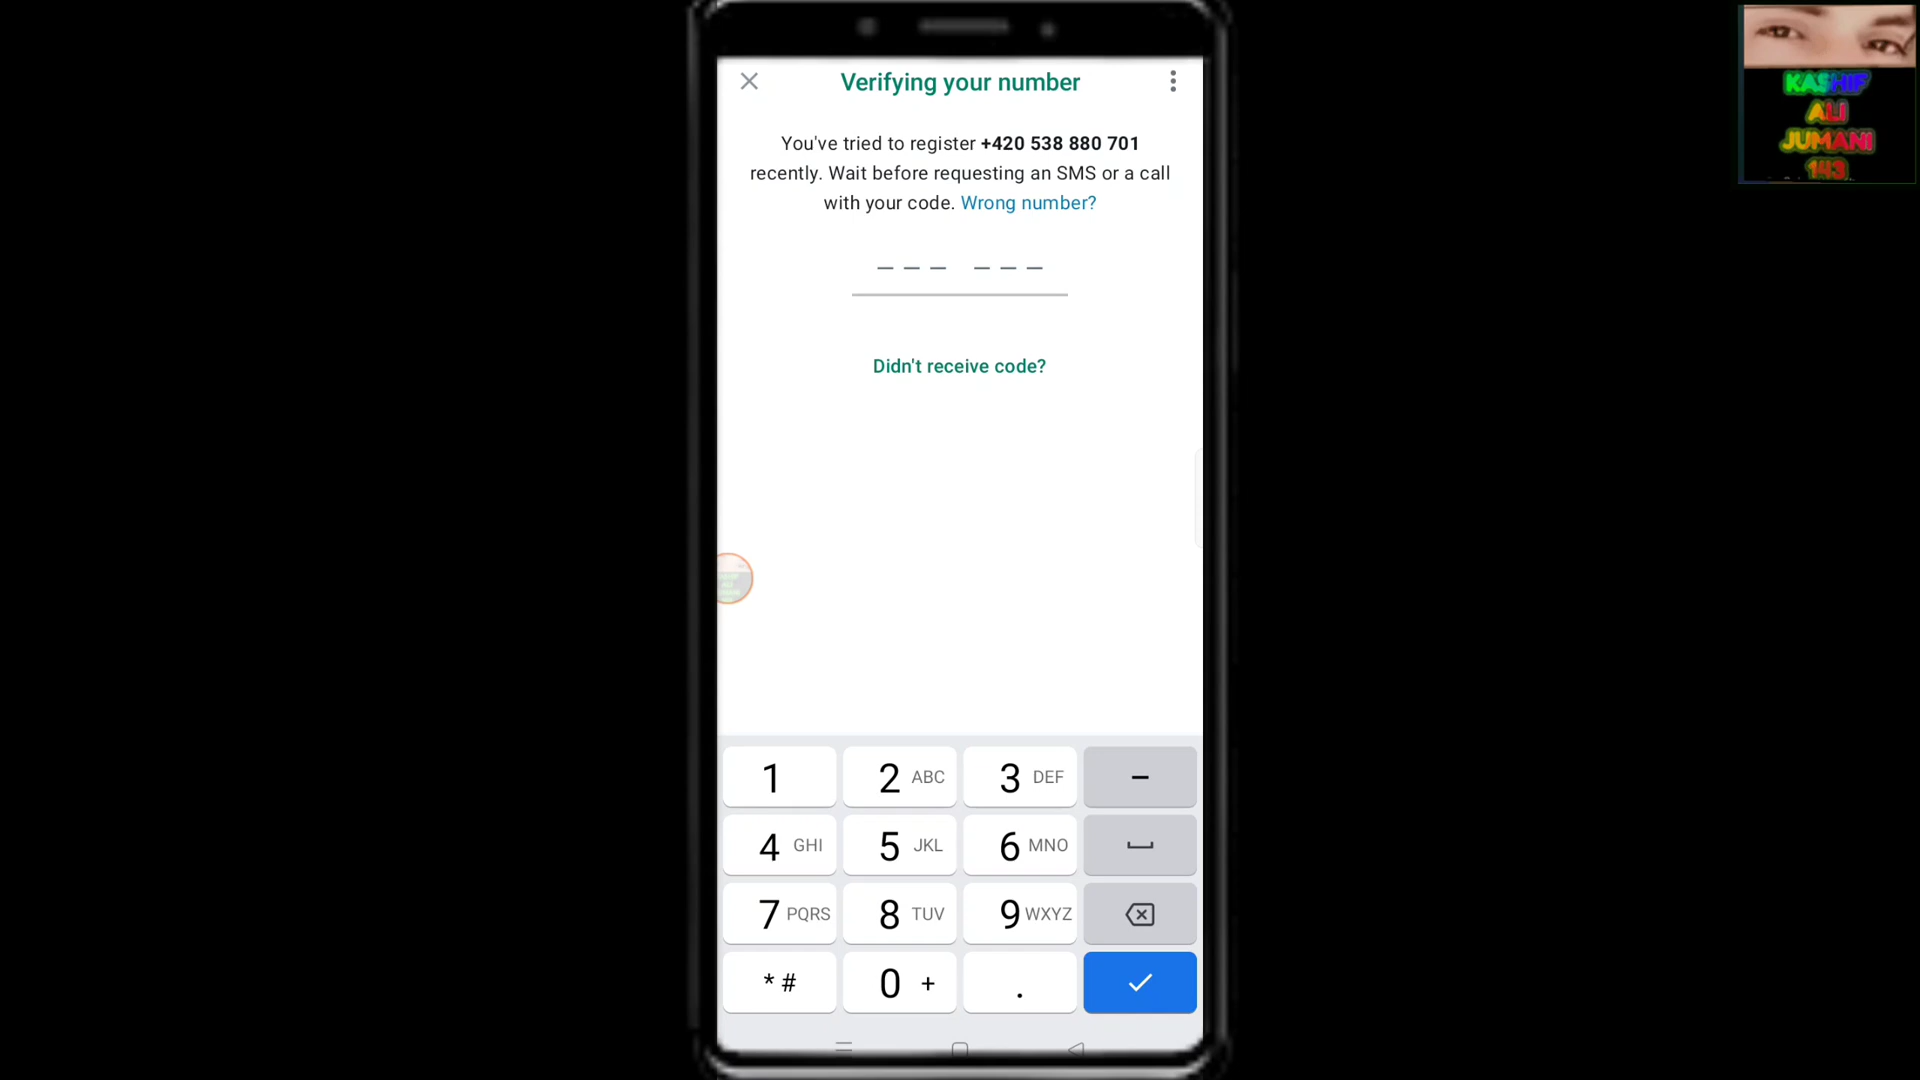 Verifying your number
You've tried to register +420 538 880 701
recently. Wait before requesting an SMS or a call
with your code. Wrong number?
Didn't receive code?
1
2 ABC
3 DEF
–
4 GHI
5 JKL
6 MNO
7 PQRS
8 TUV
9 WXYZ
* #
0 +
.
KASHIF
ALI
JUMANI
143